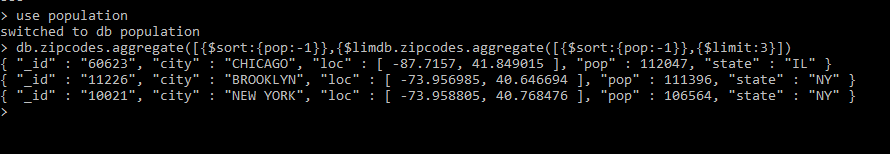 > use population
switched to db population
> db.zipcodes.aggregate([{$sort:{pop:-1}},{$limdb.zipcodes.aggregate([{$sort:{pop:-1}},{$limit:3}])
{ "_id" : "60623", "city" : "CHICAGO", "loc" : [ -87.7157, 41.849015 ], "pop" : 112047, "state" : "IL" }
{ "_id" : "11226", "city" : "BROOKLYN", "loc" : [ -73.956985, 40.646694 ], "pop" : 111396, "state" : "NY" }
{ "_id" : "10021", "city" : "NEW YORK", "loc" : [ -73.958805, 40.768476 ], "pop" : 106564, "state" : "NY" }
>